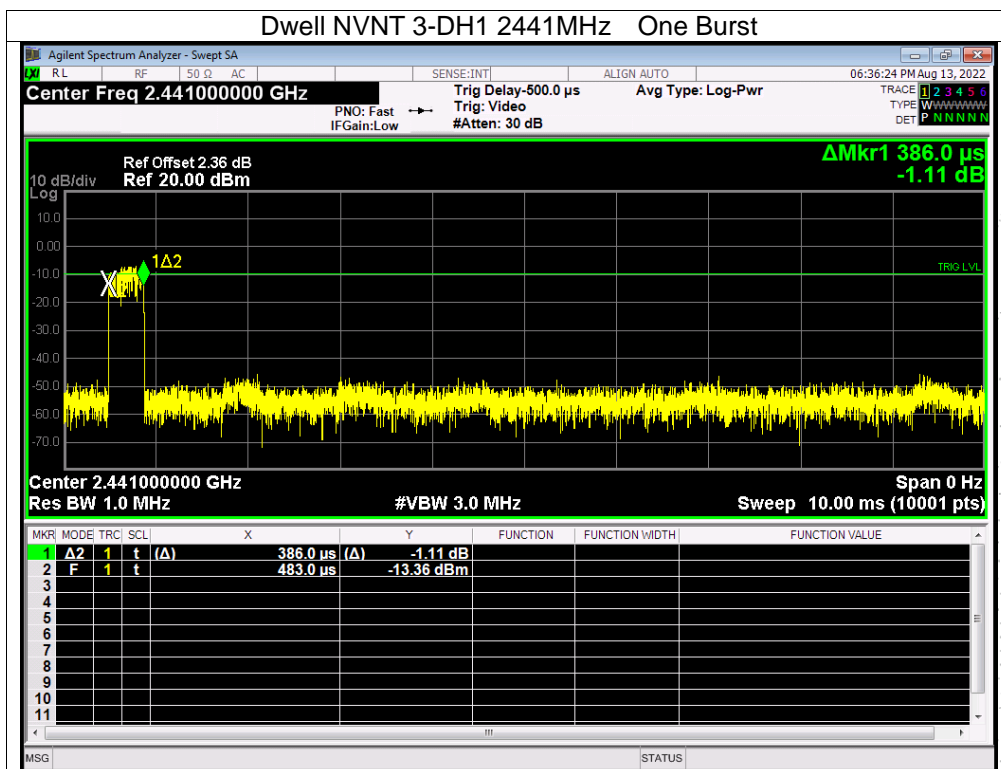 Dwell NVNT 3-DH1 2441MHz One Burst
Agilent Spectrum Analyzer - Swept SA
LXI RL RF 50 Ω AC SENSE:INT ALIGN AUTO 06:36:24 PM Aug 13, 2022
Center Freq 2.441000000 GHz Trig Delay-500.0 µs Avg Type: Log-Pwr TRACE 1 2 3 4 5 6
PNO: Fast Trig: Video TYPE WWWWWW
IFGain:Low #Atten: 30 dB DET P N N N N N
ΔMkr1 386.0 µs
-1.11 dB
Ref Offset 2.36 dB
10 dB/div Ref 20.00 dBm
Log
10.0
0.00
1Δ2
-10.0
TRIG LVL
X
-20.0
-30.0
-40.0
-50.0
-60.0
-70.0
Center 2.441000000 GHz Span 0 Hz
Res BW 1.0 MHz #VBW 3.0 MHz Sweep 10.00 ms (10001 pts)
MKR MODE TRC SCL X Y FUNCTION FUNCTION WIDTH FUNCTION VALUE
1 Δ2 1 t (Δ) 386.0 µs (Δ) -1.11 dB
2 F 1 t 483.0 µs -13.36 dBm
3
4
5
6
7
8
9
10
11
MSG STATUS